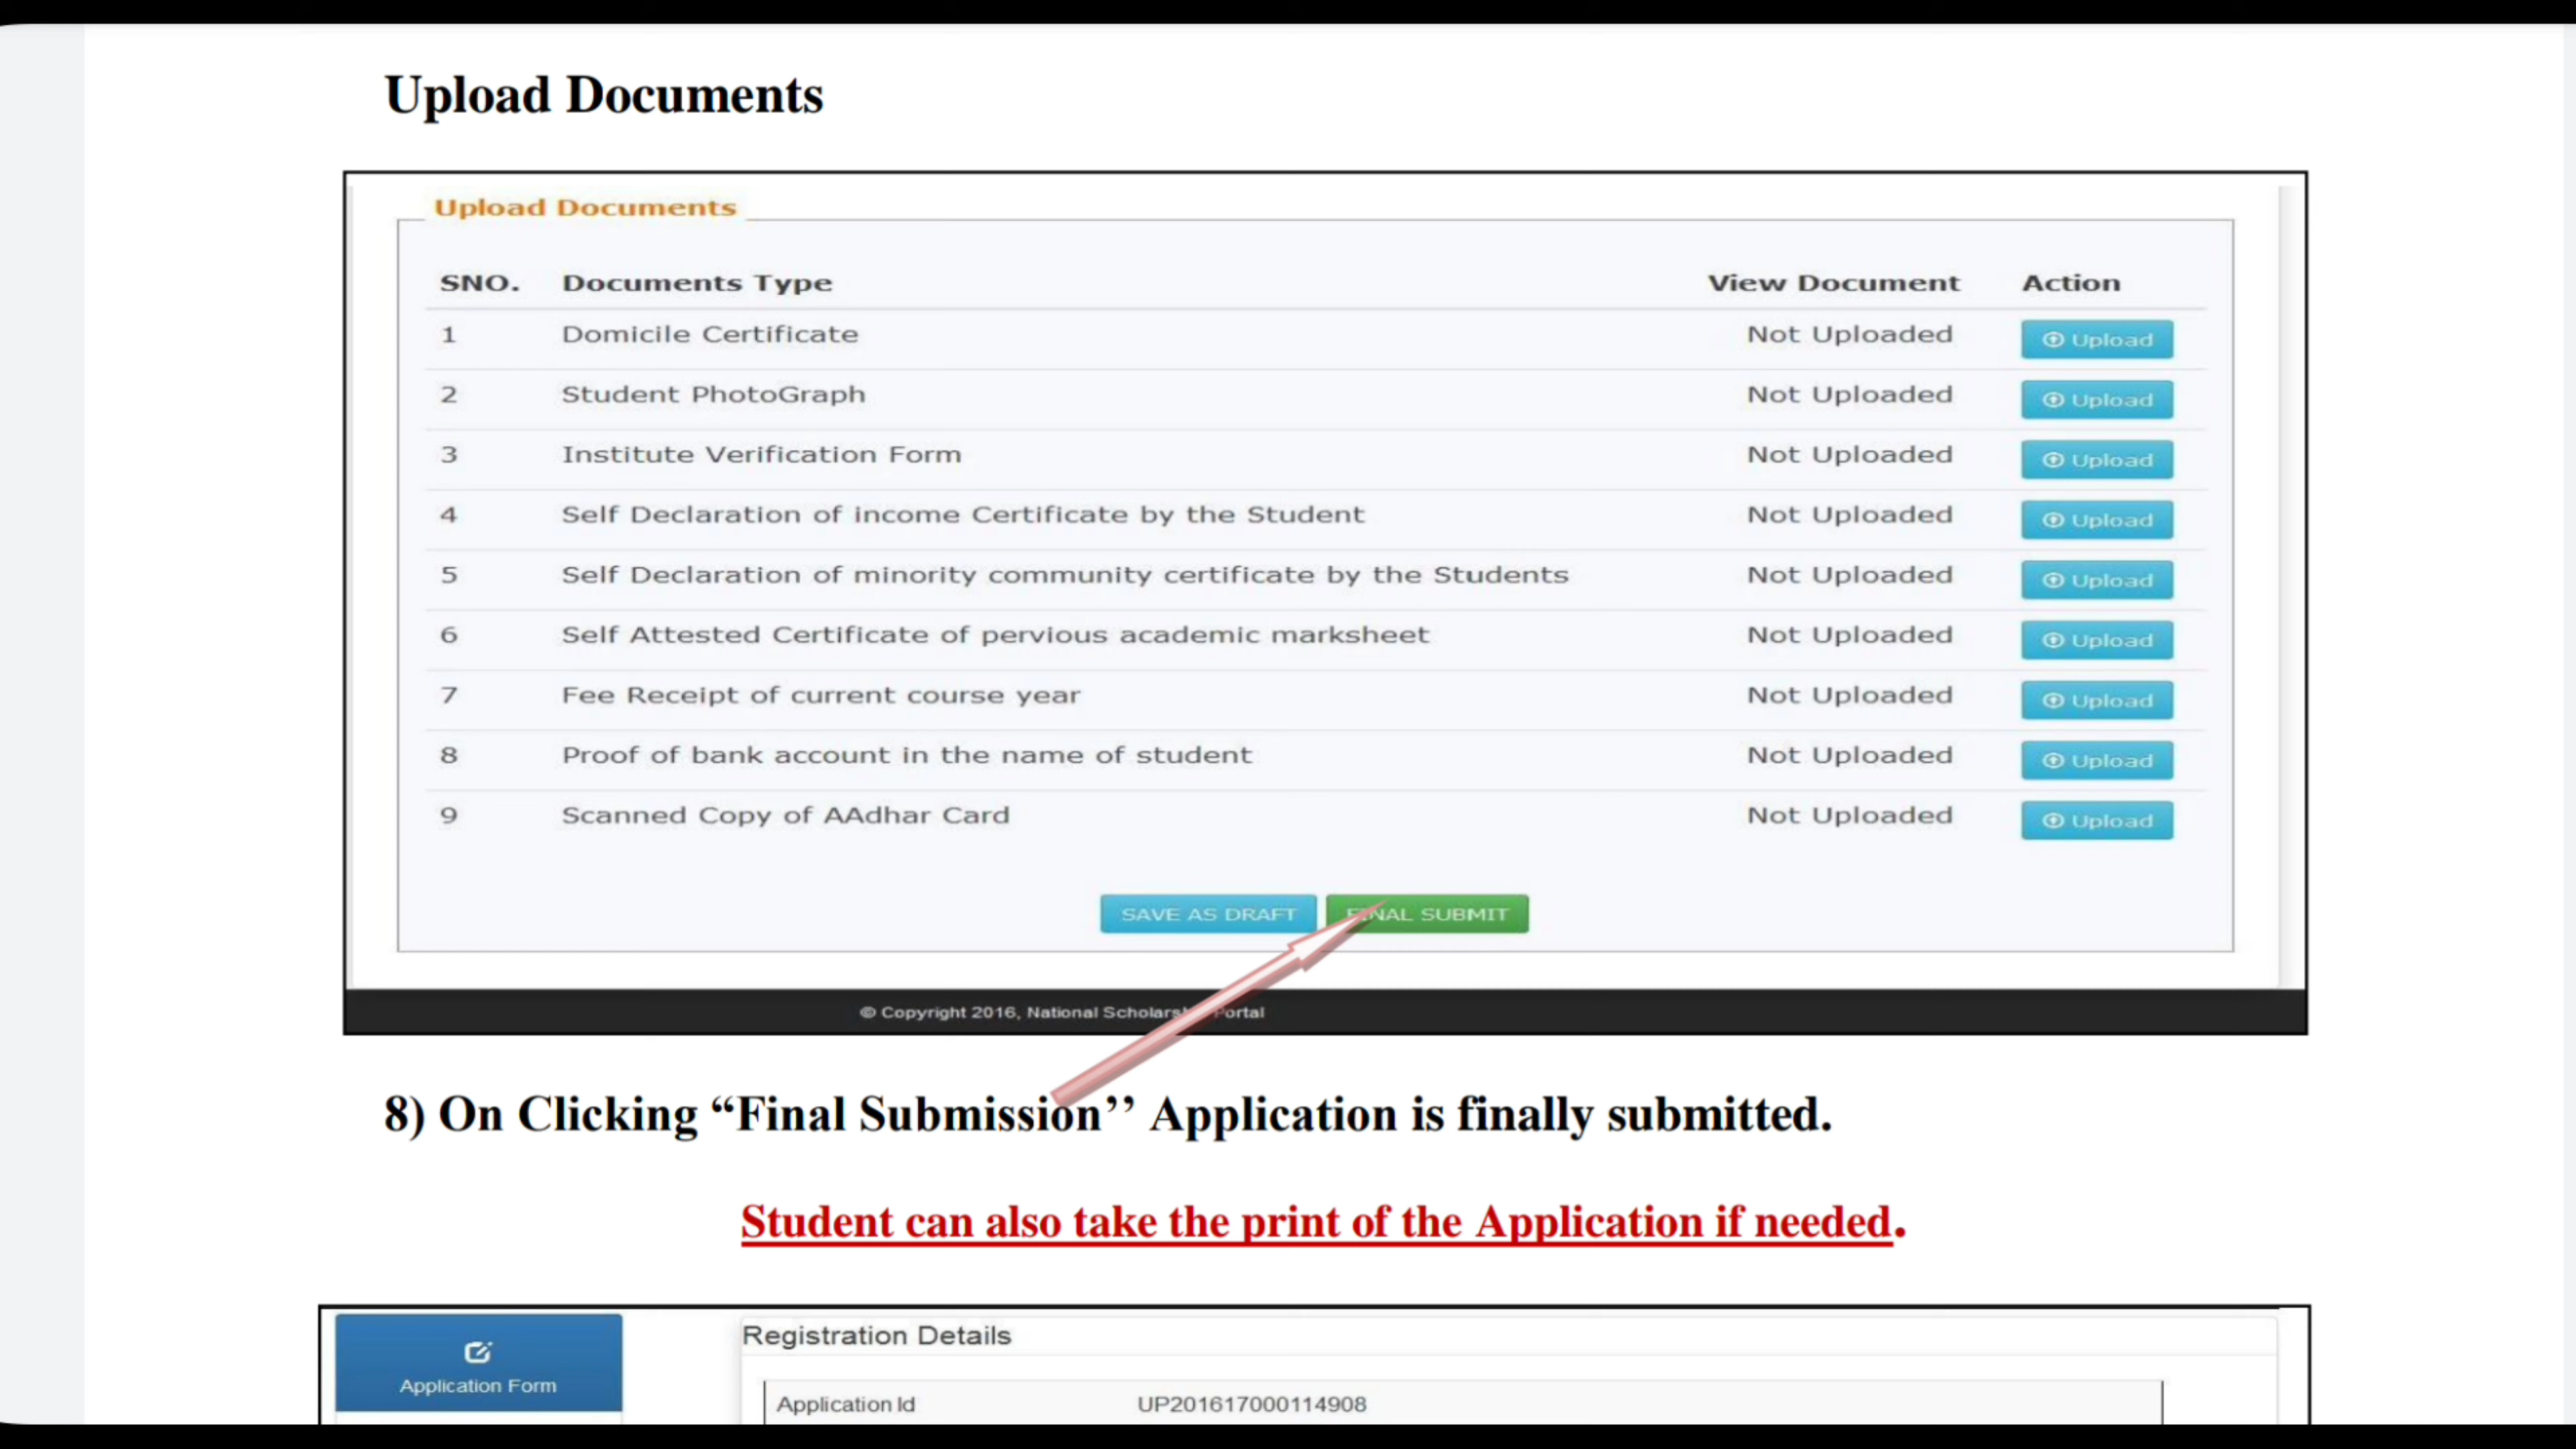 Upload Documents
Upload Documents
SNO. Documents Type View Document Action
1 Domicile Certificate Not Uploaded Upload
2 Student PhotoGraph Not Uploaded Upload
3 Institute Verification Form Not Uploaded Upload
4 Self Declaration of income Certificate by the Student Not Uploaded Upload
5 Self Declaration of minority community certificate by the Students Not Uploaded Upload
6 Self Attested Certificate of pervious academic marksheet Not Uploaded Upload
7 Fee Receipt of current course year Not Uploaded Upload
8 Proof of bank account in the name of student Not Uploaded Upload
9 Scanned Copy of AAdhar Card Not Uploaded Upload
SAVE AS DRAFT FINAL SUBMIT
© Copyright 2016, National Scholarship Portal
8) On Clicking “Final Submission’’ Application is finally submitted.
Student can also take the print of the Application if needed.
Application Form
Registration Details
Application Id UP201617000114908